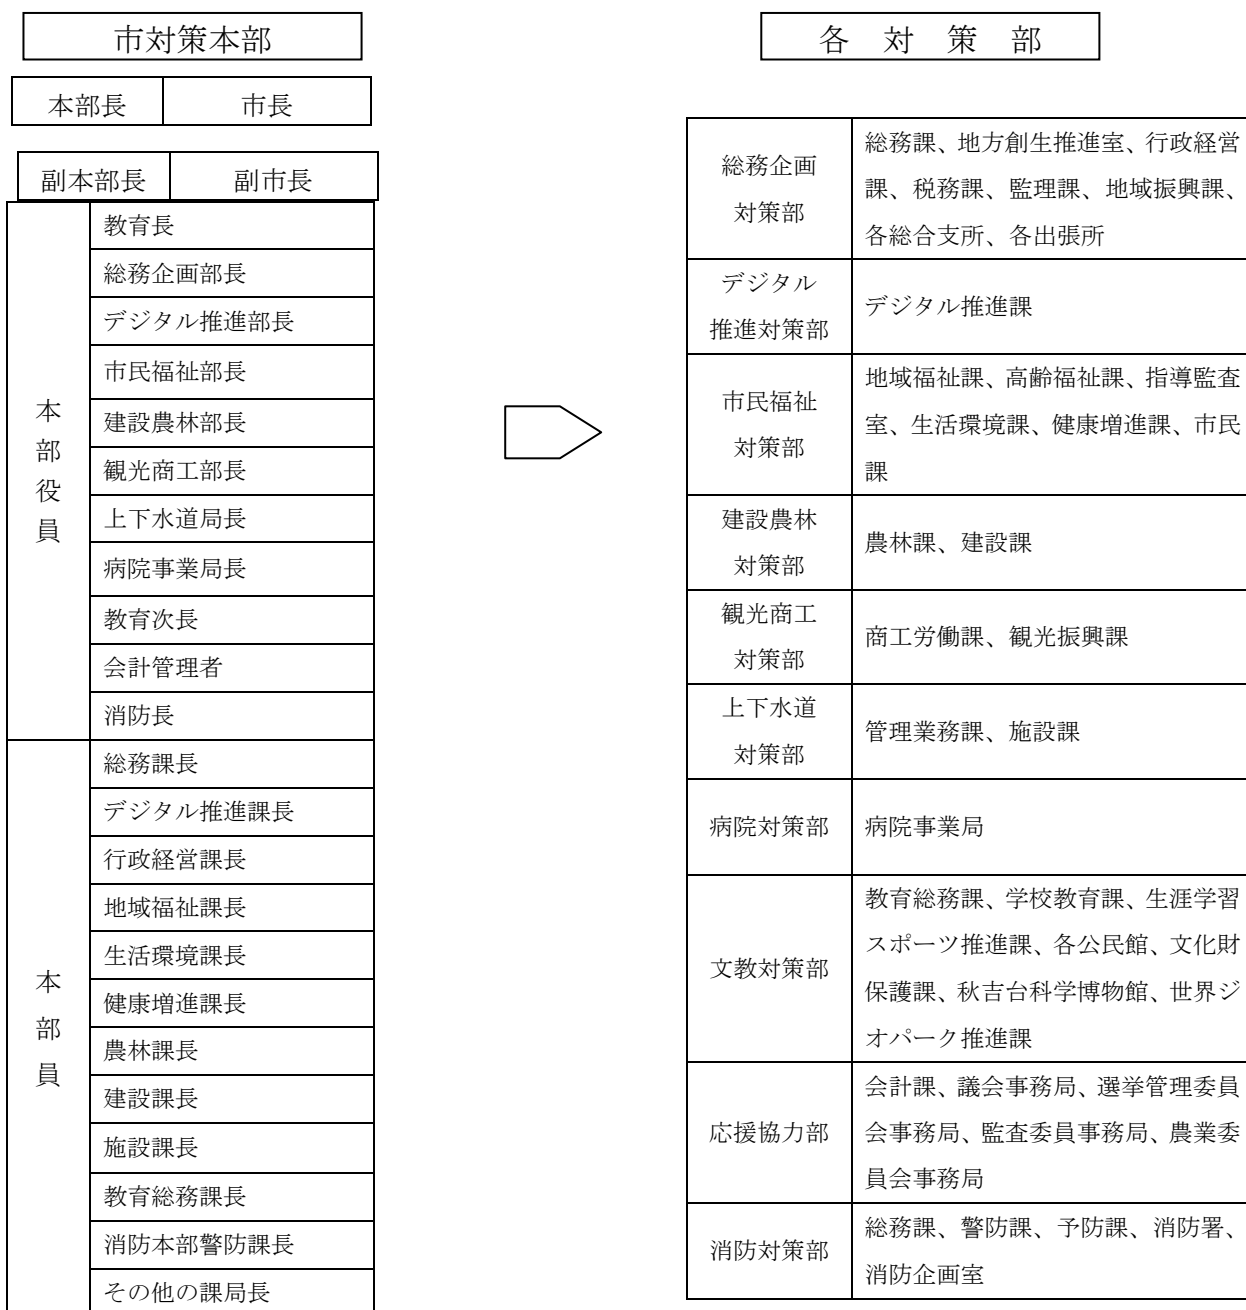 市対策本部
本部長 市長
副本部長 副市長
本部役員
教育長
総務企画部長
デジタル推進部長
市民福祉部長
建設農林部長
観光商工部長
上下水道局長
病院事業局長
教育次長
会計管理者
消防長
本部員
総務課長
デジタル推進課長
行政経営課長
地域福祉課長
生活環境課長
健康増進課長
農林課長
建設課長
施設課長
教育総務課長
消防本部警防課長
その他の課局長
各対策部
総務企画
対策部
総務課、地方創生推進室、行政経営
課、税務課、監理課、地域振興課、
各総合支所、各出張所
デジタル
推進対策部
デジタル推進課
市民福祉
対策部
地域福祉課、高齢福祉課、指導監査
室、生活環境課、健康増進課、市民
課
建設農林
対策部
農林課、建設課
観光商工
対策部
商工労働課、観光振興課
上下水道
対策部
管理業務課、施設課
病院対策部
病院事業局
文教対策部
教育総務課、学校教育課、生涯学習
スポーツ推進課、各公民館、文化財
保護課、秋吉台科学博物館、世界ジ
オパーク推進課
応援協力部
会計課、議会事務局、選挙管理委員
会事務局、監査委員事務局、農業委
員会事務局
消防対策部
総務課、警防課、予防課、消防署、
消防企画室